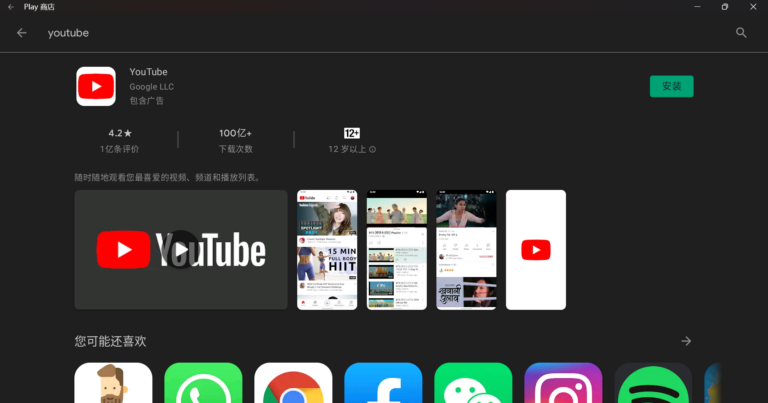 Play 商店
youtube
YouTube
Google LLC
包含广告
安装
4.2★
1亿条评价
100亿+
下载次数
12+
12 岁以上
随时随地观看您最喜爱的视频、频道和播放列表。
YouTube
YouTube
SPOTLIGHT
15 MIN
FULL BODY
HIIT
您可能还喜欢